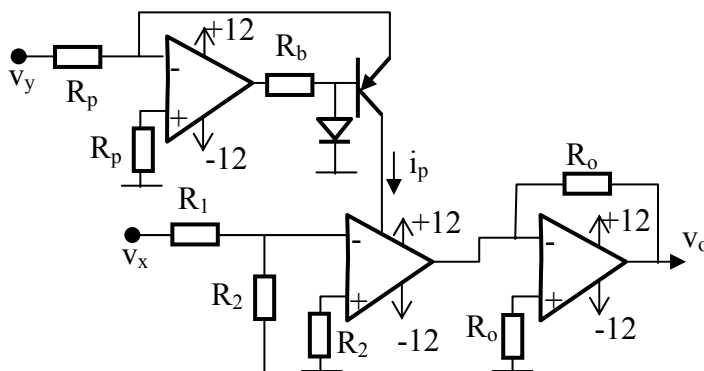 +12
R_b
v_y
R_p
-
+
R_p
-12
i_p
R_o
R_1
+12
+12
v_x
-
-
v_o
R_2
+
+
R_2
-12
R_o
-12